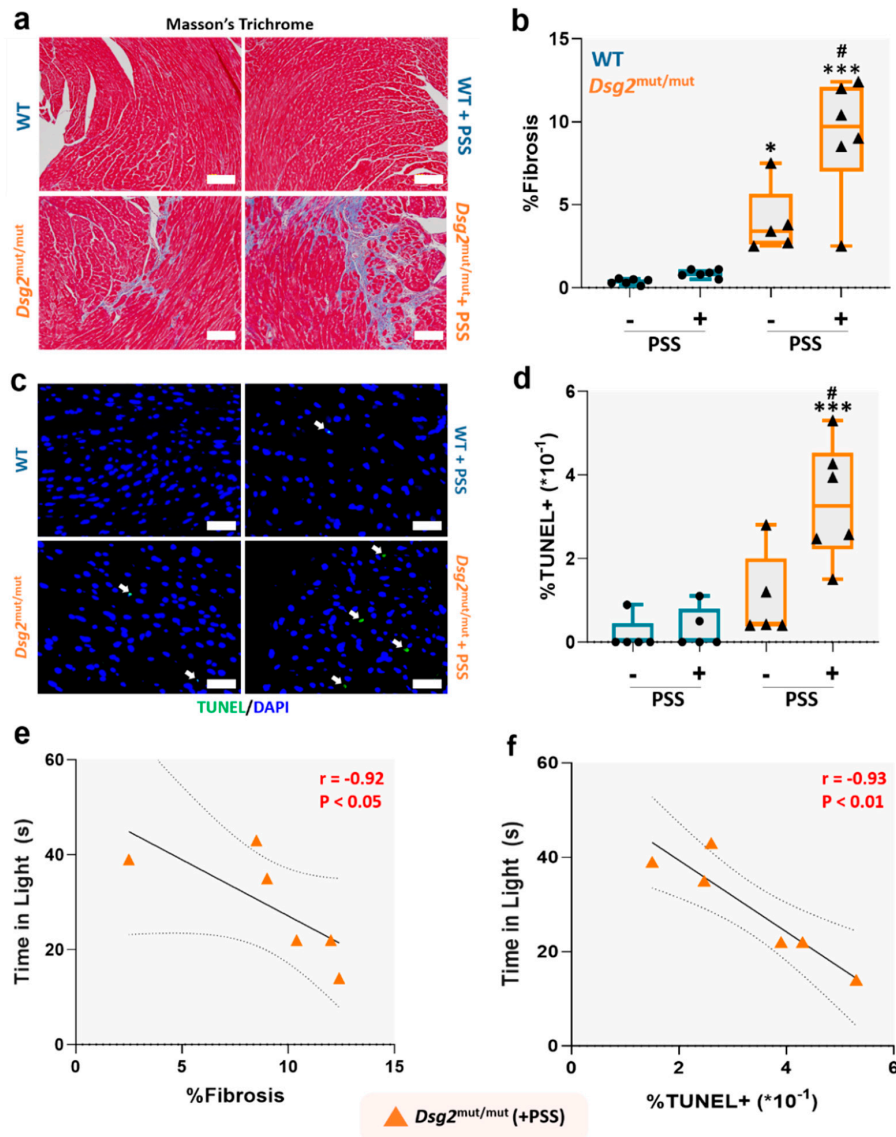 a
Masson's Trichrome
WT
WT + PSS
Dsg2mut/mut
Dsg2mut/mut + PSS
b
WT
Dsg2mut/mut
%Fibrosis
15
10
5
0
*
#
***
- + - +
PSS PSS
c
WT
WT + PSS
Dsg2mut/mut
Dsg2mut/mut + PSS
TUNEL/DAPI
d
%TUNEL+ (*10-1)
6
4
2
0
#
***
- + - +
PSS PSS
e
Time in Light (s)
60
40
20
0
r = -0.92
P < 0.05
0 5 10 15
%Fibrosis
f
Time in Light (s)
60
40
20
0
r = -0.93
P < 0.01
0 2 4 6
%TUNEL+ (*10-1)
Dsg2mut/mut (+PSS)